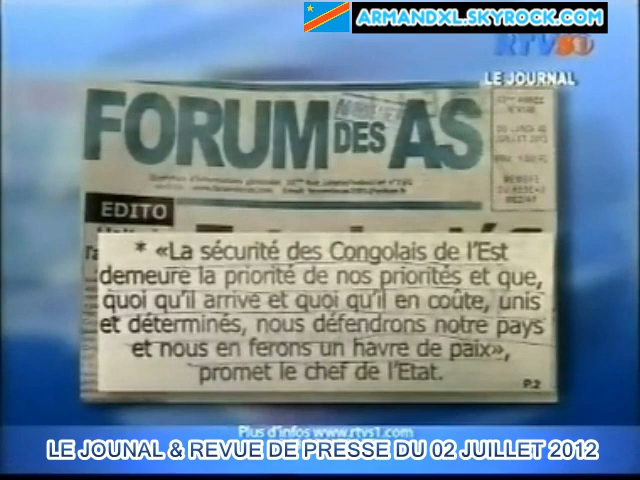 ARMANDXL.SKYROCK.COM
RTVS1
LE JOURNAL
FORUM DES AS
EDITO
* «La sécurité des Congolais de l'Est
demeure la priorité de nos priorités et que,
quoi qu'il arrive et quoi qu'il en coûte, unis
et déterminés, nous défendrons notre pays
et nous en ferons un havre de paix»,
promet le chef de l'Etat.
P.2
Plus d'infos www.rtvs1.com
LE JOUNAL & REVUE DE PRESSE DU 02 JUILLET 2012